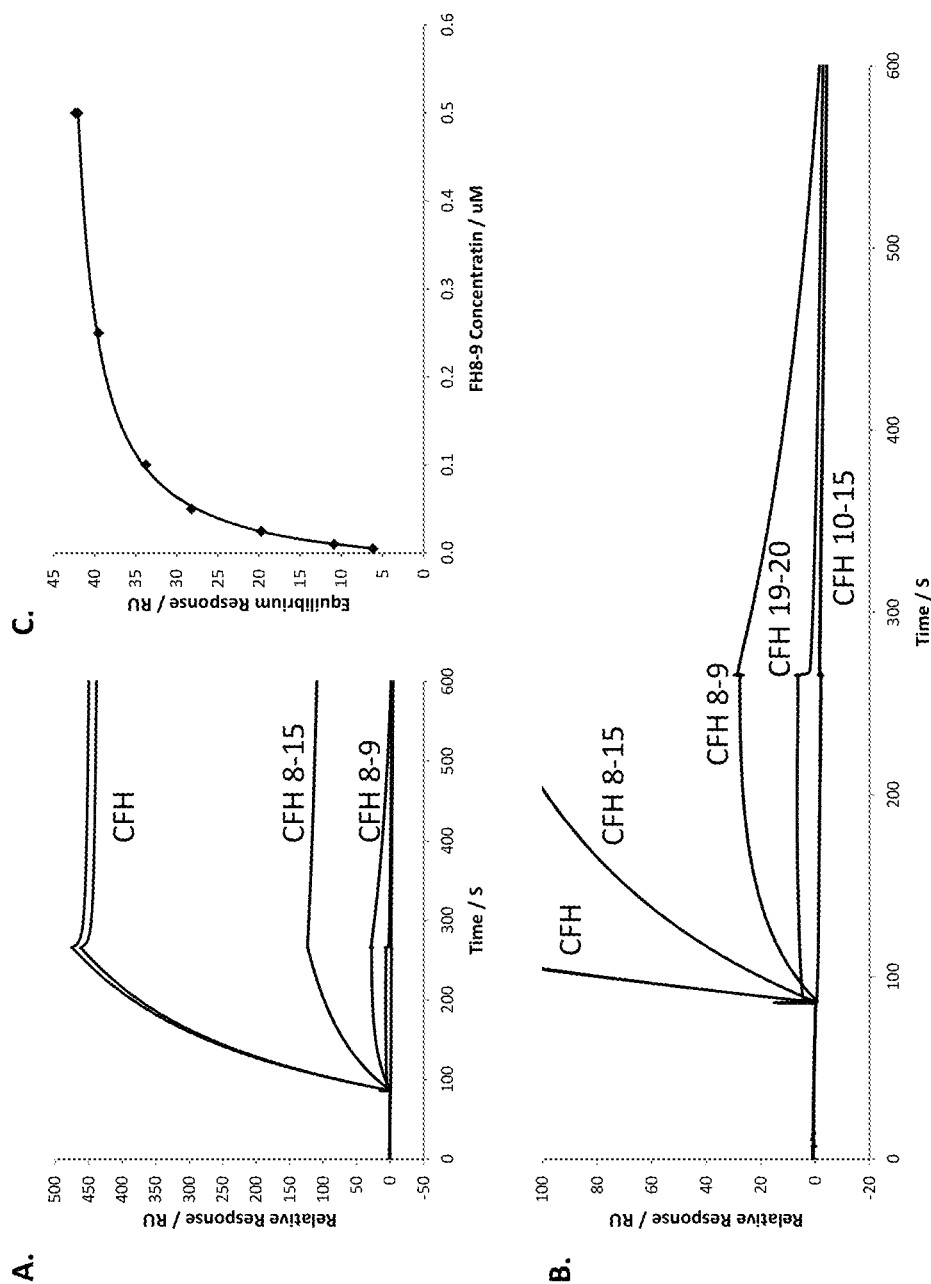 A.
Relative Response / RU
500
450
400
350
300
250
200
150
100
50
0
-50
CFH
CFH 8-15
CFH 8-9
0 100 200 300 400 500 600
Time / S
C.
Equilibrium Response / RU
45
40
35
30
25
20
15
10
5
0
0.0 0.1 0.2 0.3 0.4 0.5 0.6
FH8-9 Concentratin / uM
B.
Relative Response / RU
100
80
60
40
20
0
-20
CFH
CFH 8-15
CFH 8-9
CFH 19-20
CFH 10-15
0 100 200 300 400 500 600
Time / S